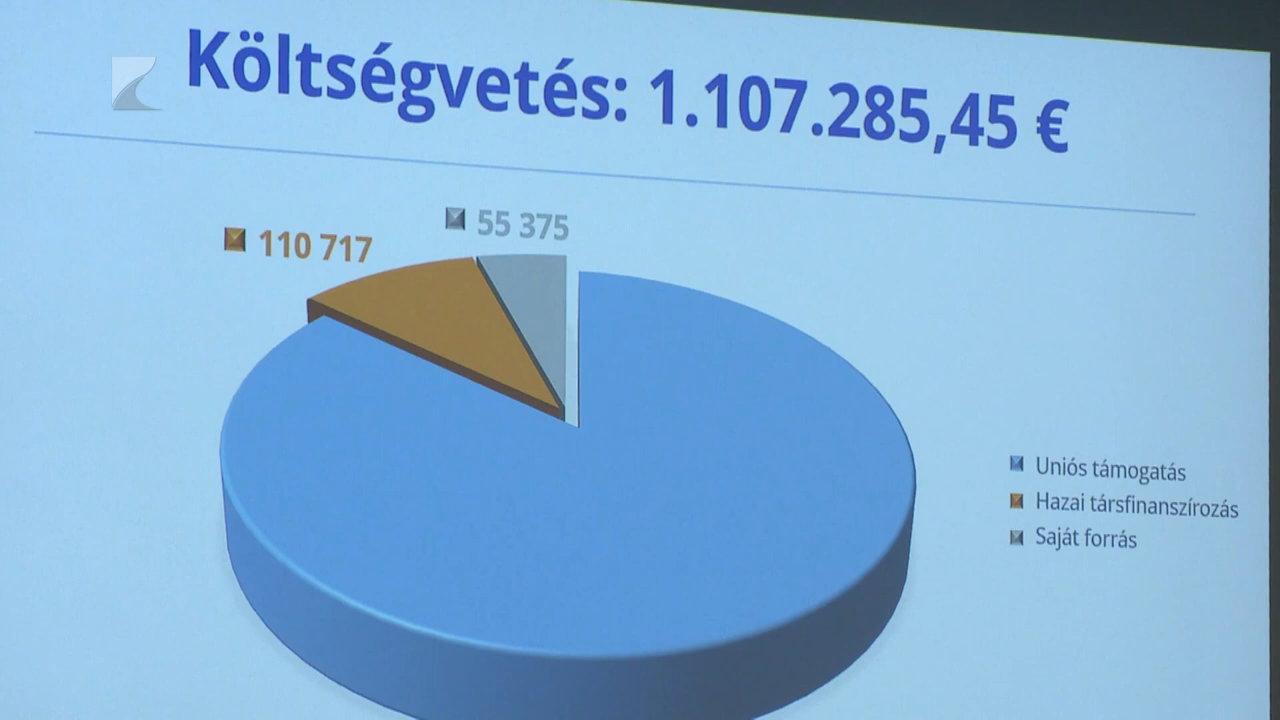 Költségvetés: 1.107.285,45 €
55 375
110 717
Uniós támogatás
Hazai társfinanszírozás
Saját forrás